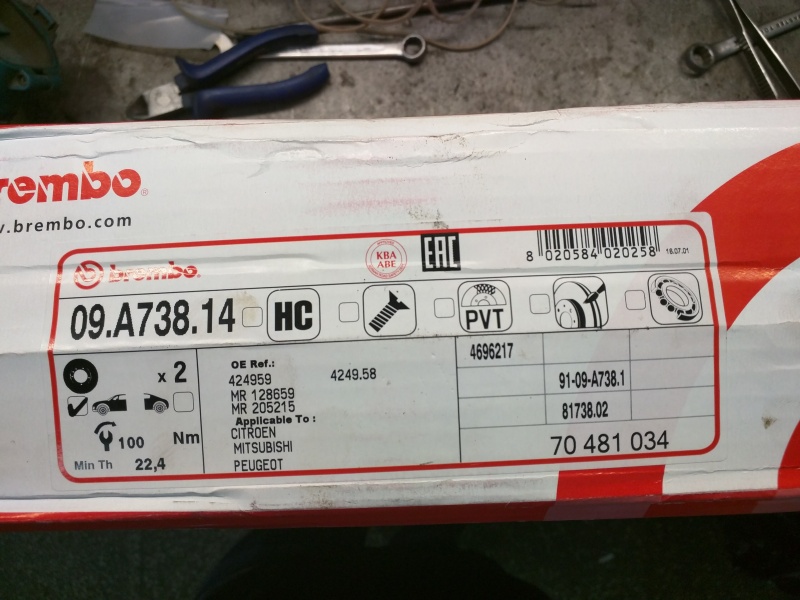 brembo®
www.brembo.com
brembo.
KBA
ABE
EAC
8 020584 020258
16.07.01
09.A738.14
HC
PVT
x 2
100 Nm
Min Th 22,4
OE Ref.:
424959 4249.58
MR 128659
MR 205215
Applicable To :
CITROEN
MITSUBISHI
PEUGEOT
4696217
91-09-A738.1
81738.02
70 481 034